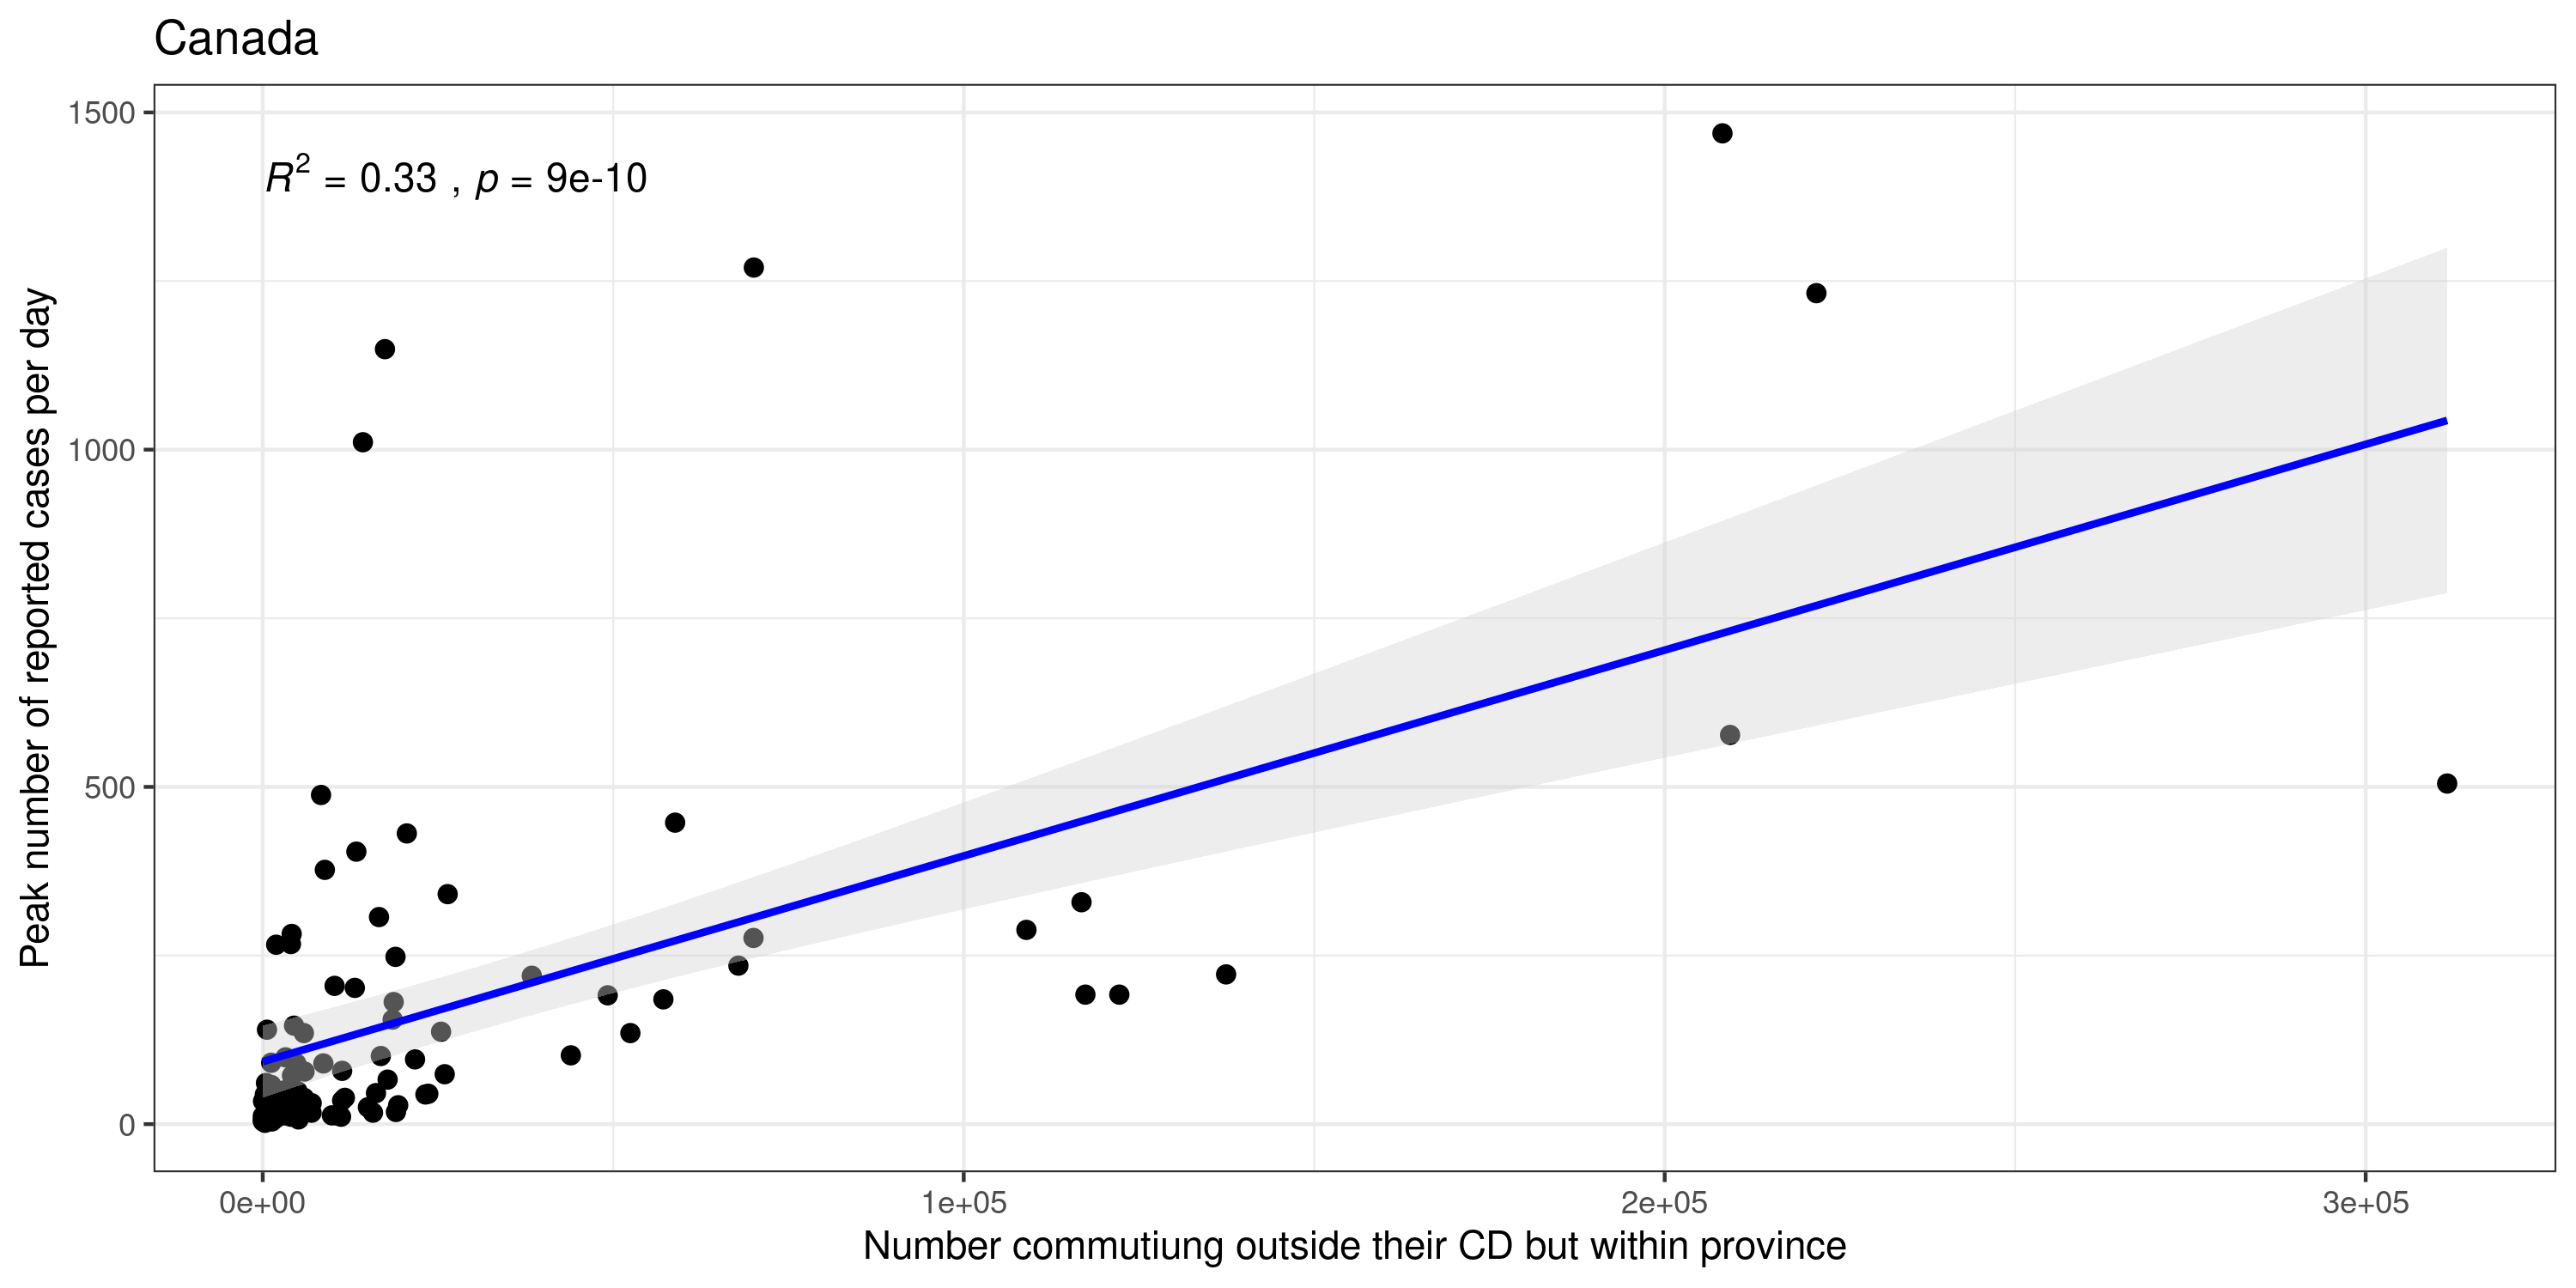 Canada
1500
R2 = 0.33 , p = 9e-10
1000
500
0
Peak number of reported cases per day
0e+00 1e+05 2e+05 3e+05
Number commutiung outside their CD but within province